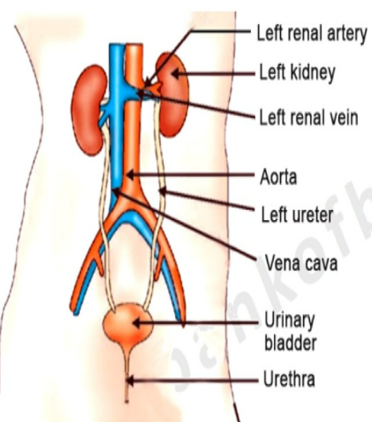 Left renal artery
Left kidney
Left renal vein
Aorta
Left ureter
Vena cava
Urinary
bladder
Urethra